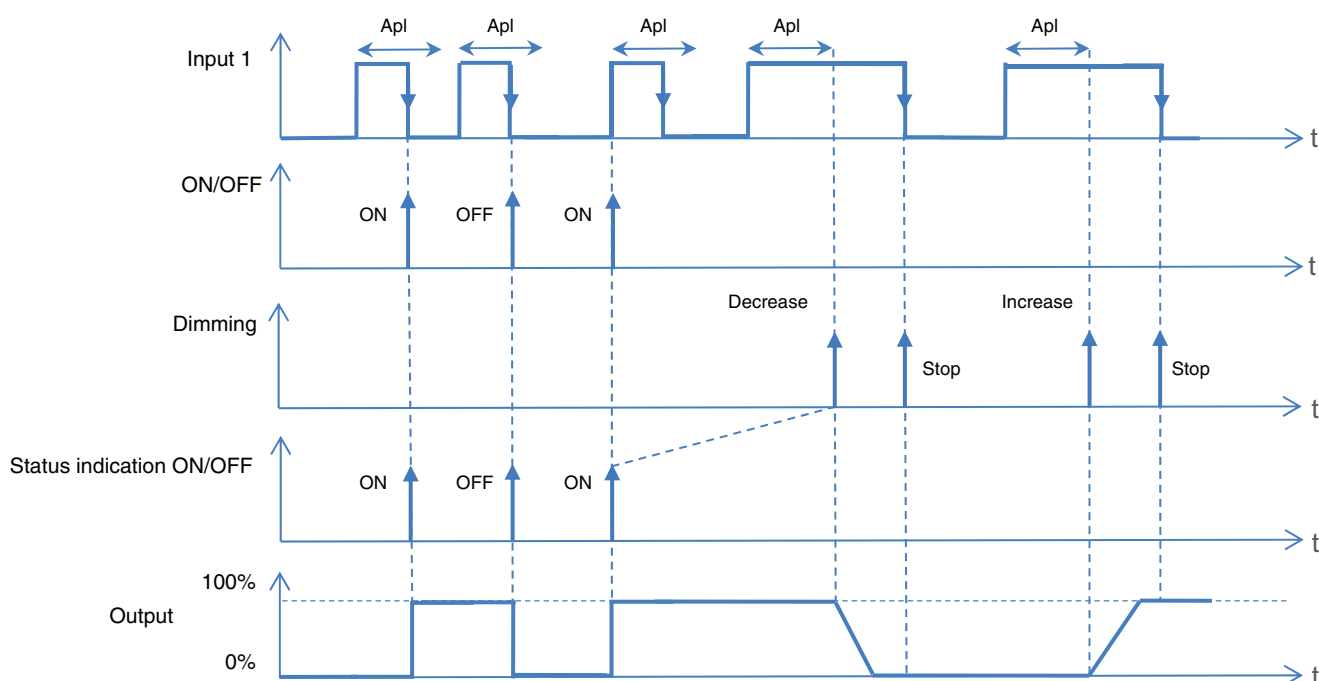 Apl Apl Apl Apl Apl
Input 1
t
ON/OFF
ON OFF ON
t
Decrease Increase
Dimming
Stop Stop
t
Status indication ON/OFF
ON OFF ON
t
100%
Output
0%
t